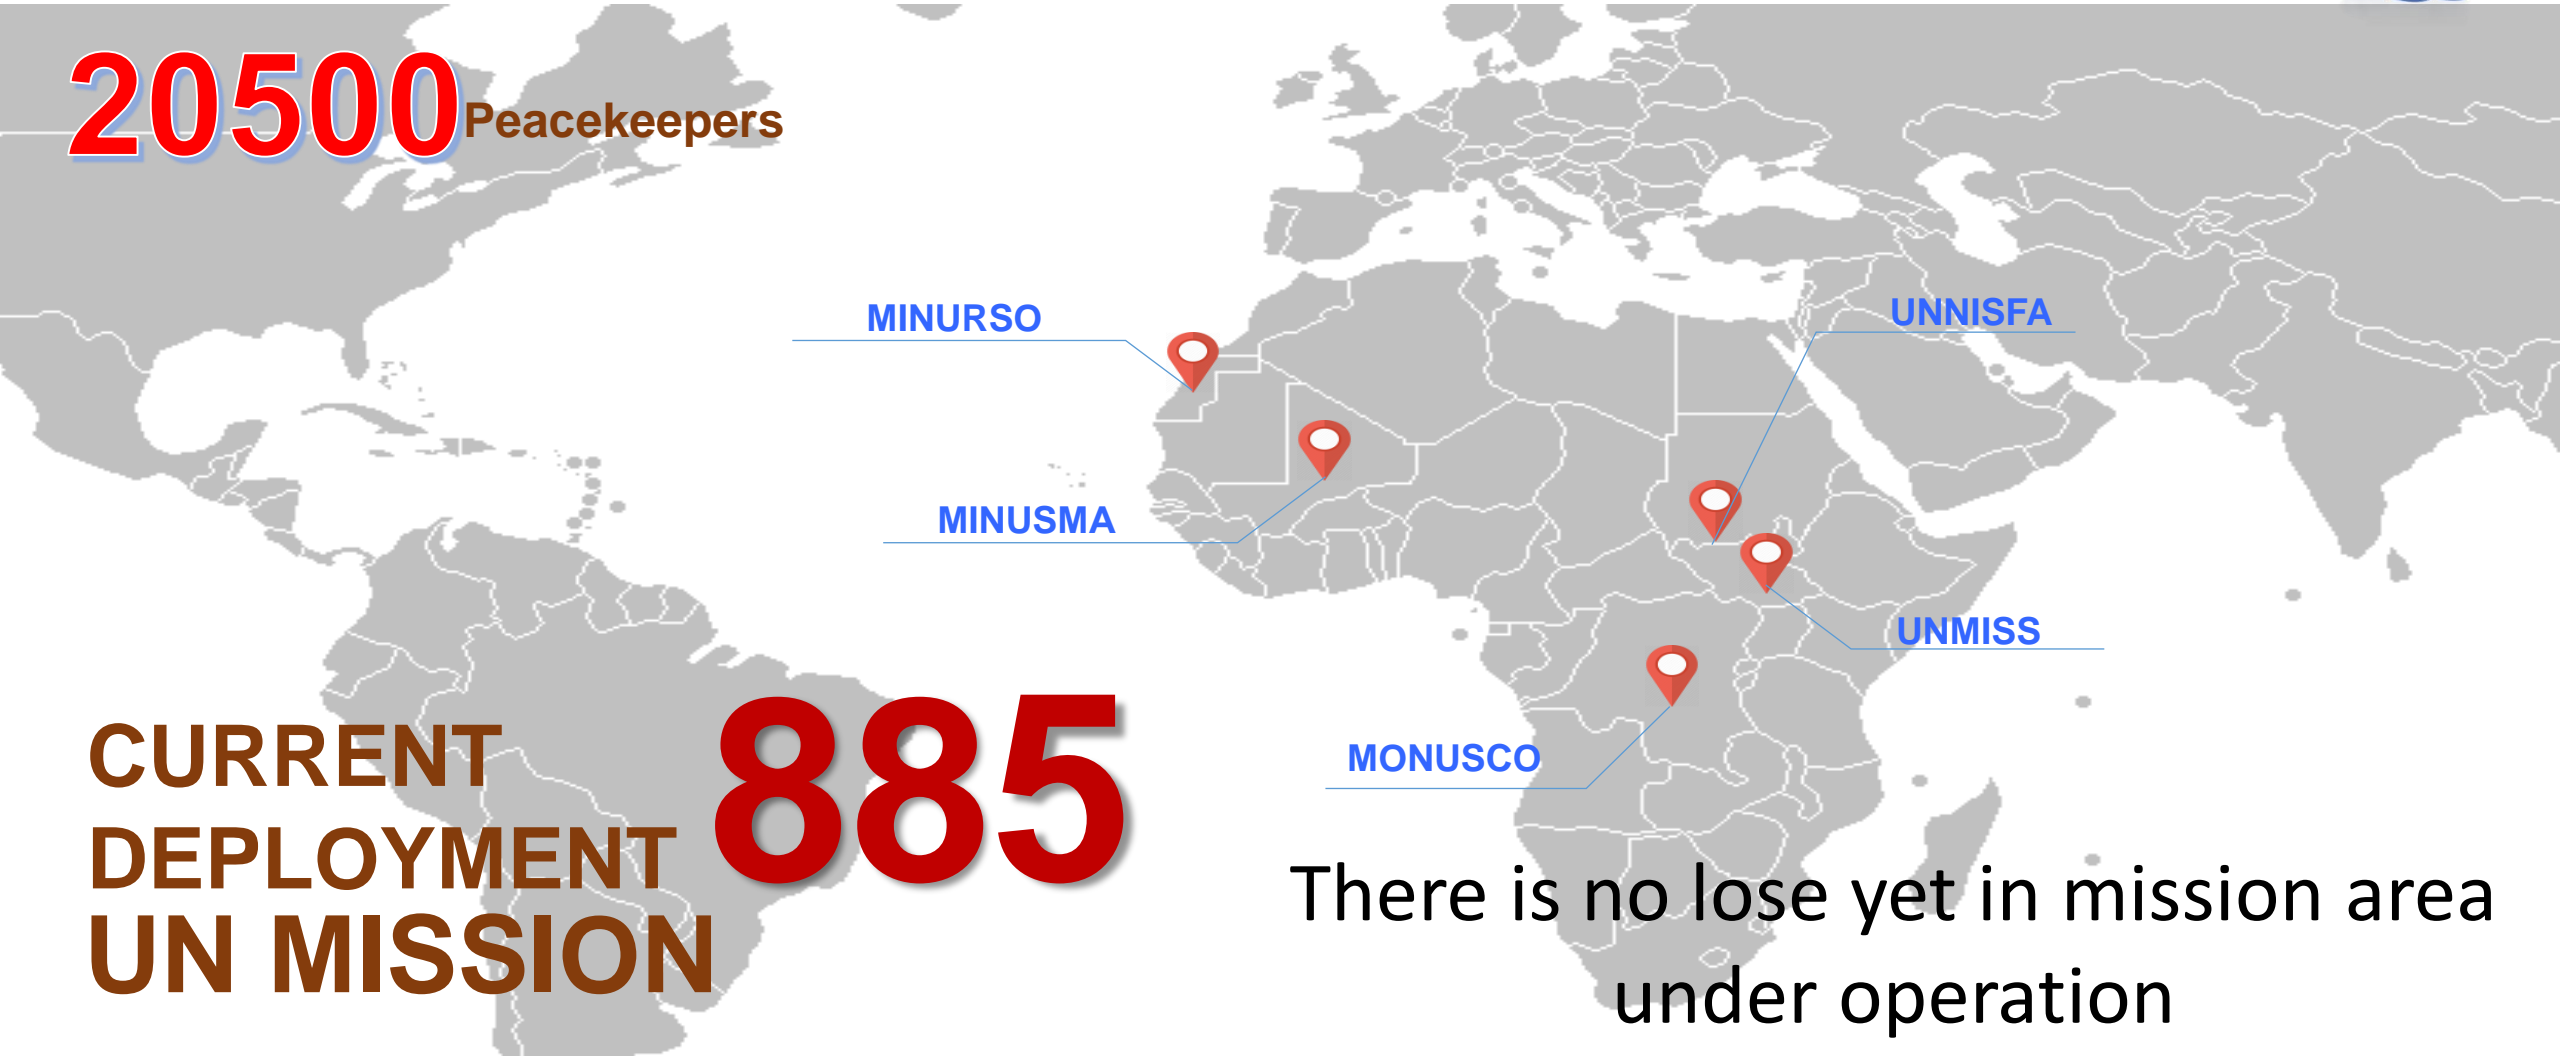 20500 Peacekeepers
MINURSO
UNNISFA
MINUSMA
UNMISS
MONUSCO
CURRENT
DEPLOYMENT
UN MISSION
885
There is no lose yet in mission area
under operation